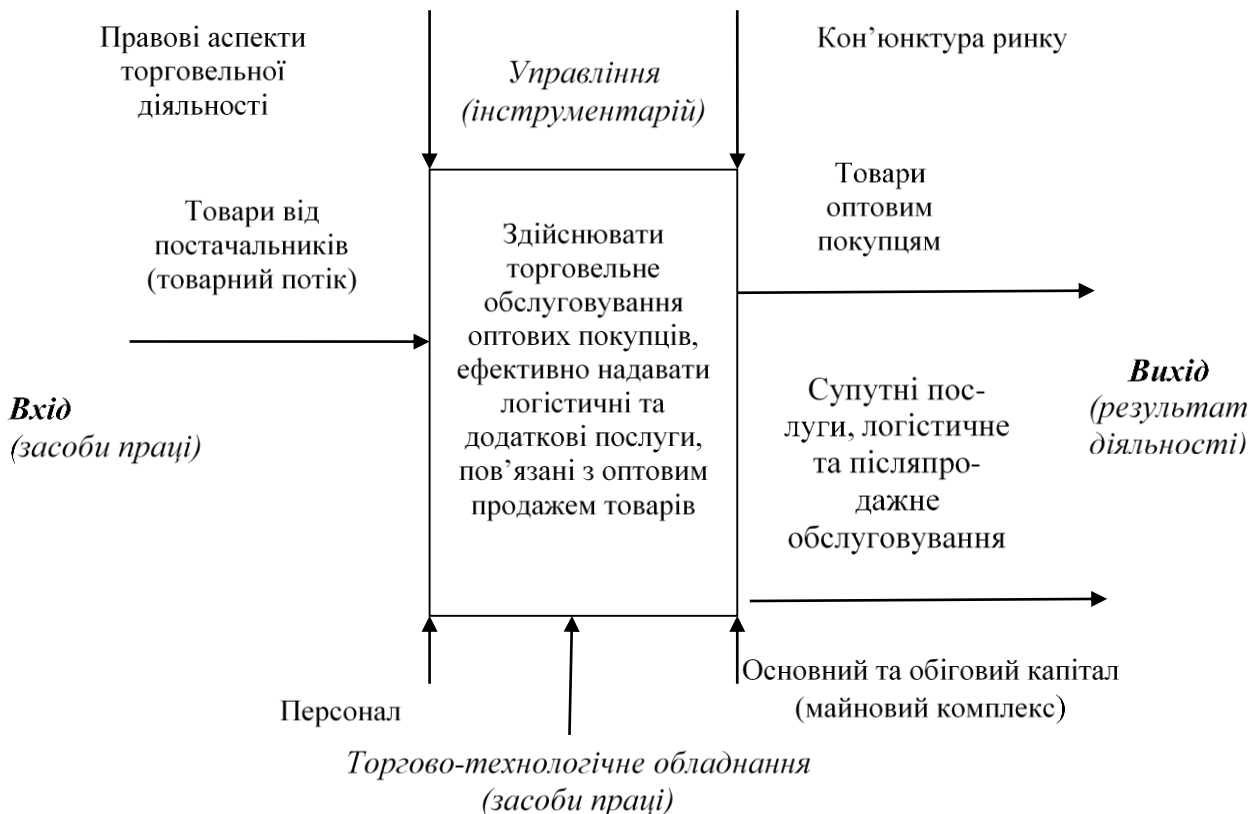 Правові аспекти
торговельної
діяльності
Управління
(інструментарій)
Кон’юнктура ринку
Товари від
постачальників
(товарний потік)
Товари
оптовим
покупцям
Здійснювати
торговельне
обслуговування
оптових покупців,
ефективно надавати
логістичні та
додаткові послуги,
пов’язані з оптовим
продажем товарів
Вхід
(засоби праці)
Супутні пос-
луги, логістичне
та післяпро-
дажне
обслуговування
Вихід
(результат
діяльності)
Персонал
Основний та обіговий капітал
(майновий комплекс)
Торгово-технологічне обладнання
(засоби праці)